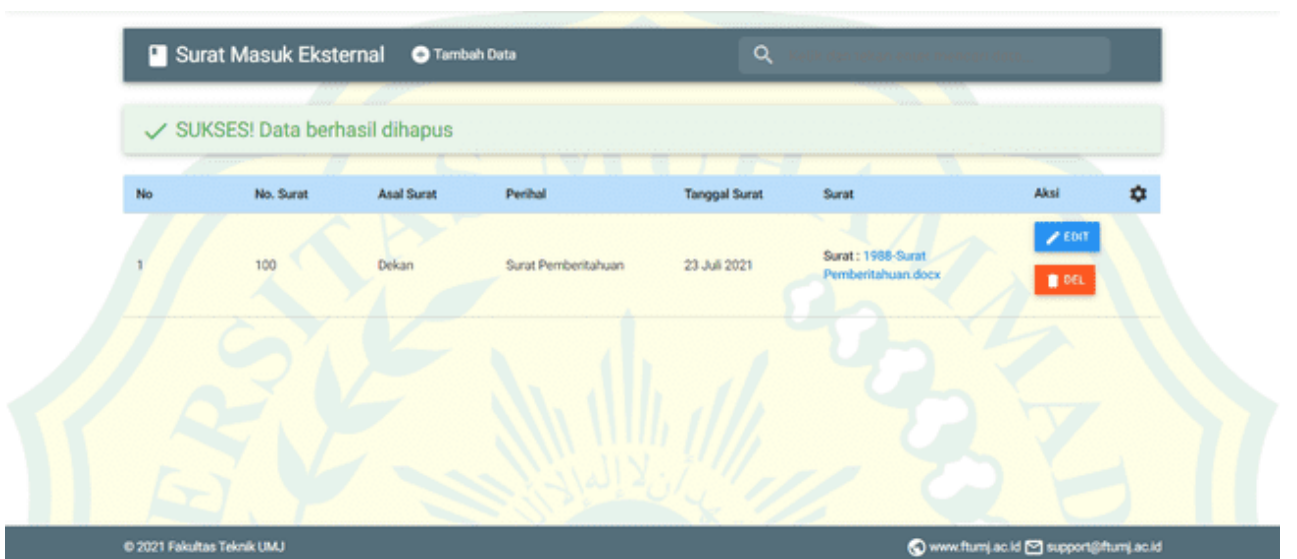 Surat Masuk Eksternal Tambah Data
SUKSES! Data berhasil dihapus
No No. Surat Asal Surat Perihal Tanggal Surat Surat Aksi
1 100 Dekan Surat Pemberitahuan 23 Juli 2021 Surat : 1988-Surat
Pemberitahuan.docx
EDIT
DEL
© 2021 Fakultas Teknik UMJ www.ftumj.ac.id support@ftumj.ac.id